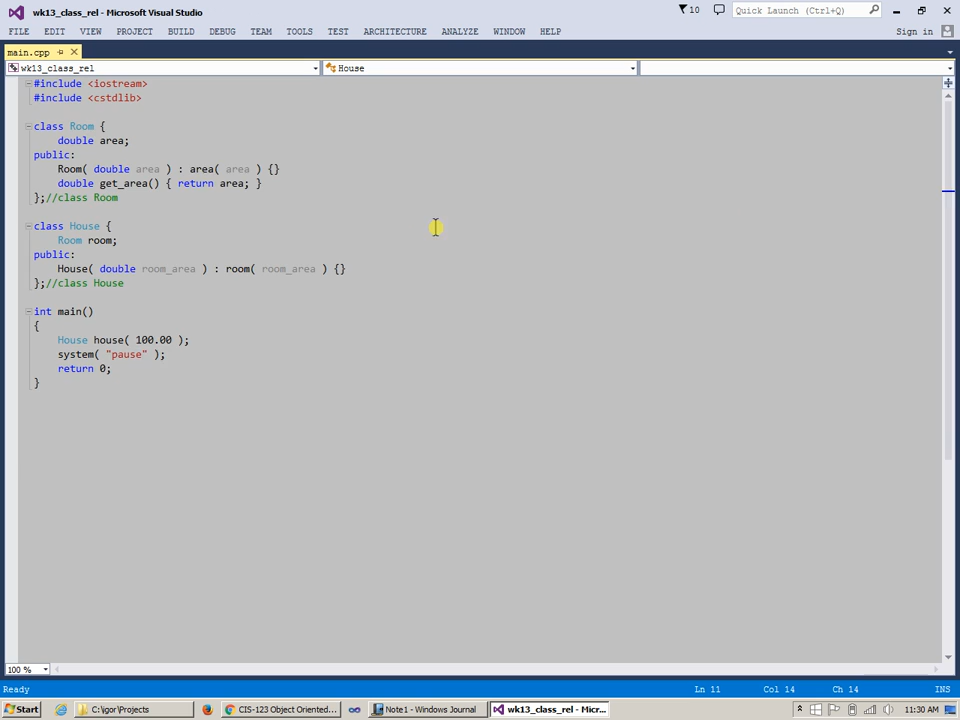 wk13_class_rel - Microsoft Visual Studio
10
Quick Launch (Ctrl+Q)
FILE EDIT VIEW PROJECT BUILD DEBUG TEAM TOOLS TEST ARCHITECTURE ANALYZE WINDOW HELP
Sign in
main.cpp
wk13_class_rel
House
#include <iostream>
#include <cstdlib>
class Room {
double area;
public:
Room( double area ) : area( area ) {}
double get_area() { return area; }
};//class Room
class House {
Room room;
public:
House( double room_area ) : room( room_area ) {}
};//class House
int main()
{
House house( 100.00 );
system( "pause" );
return 0;
}
100 %
Ready
Ln 11
Col 14
Ch 14
INS
Start
C:\igor\Projects
CIS-123 Object Oriented...
Note1 - Windows Journal
wk13_class_rel - Micr...
11:30 AM